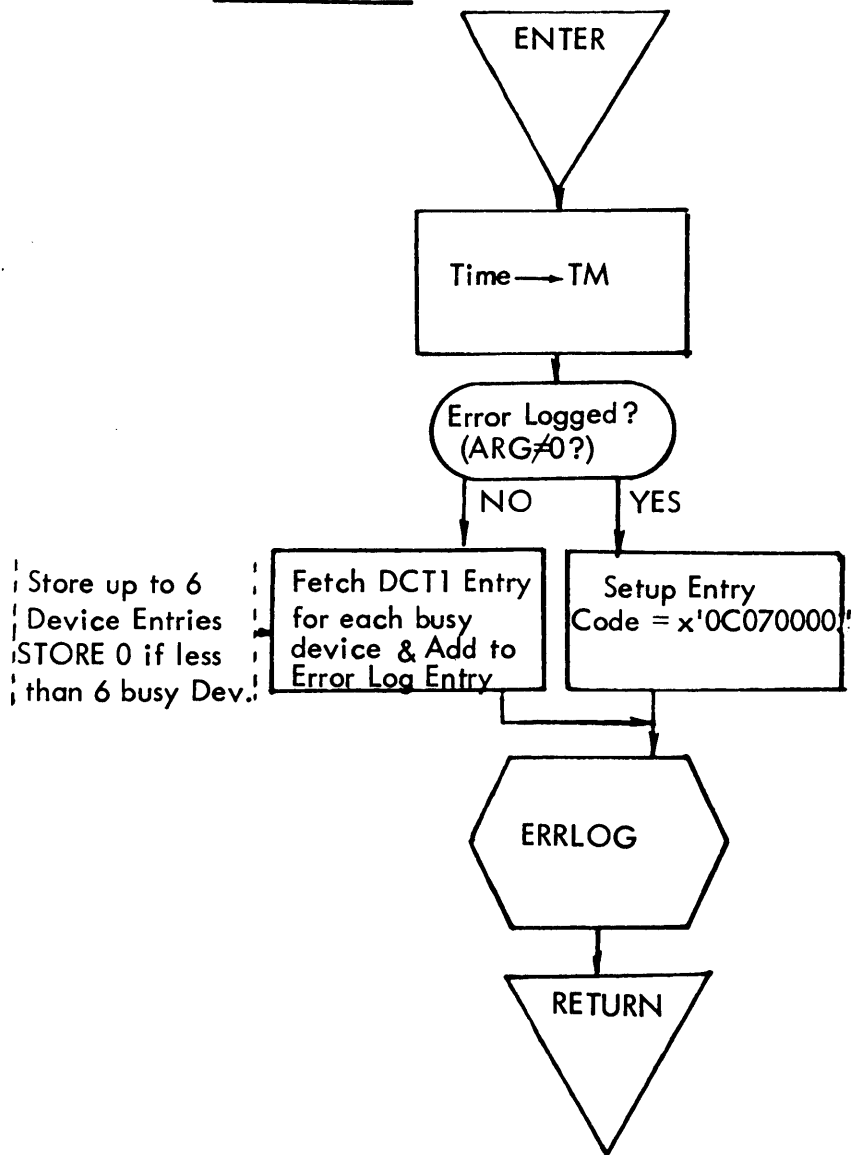 ENTER
Time → TM
Error Logged?
(ARG≠0?)
NO
YES
Store up to 6
Device Entries
STORE 0 if less
than 6 busy Dev.
Fetch DCT1 Entry
for each busy
device & Add to
Error Log Entry
Setup Entry
Code = x'0C070000'
ERRLOG
RETURN